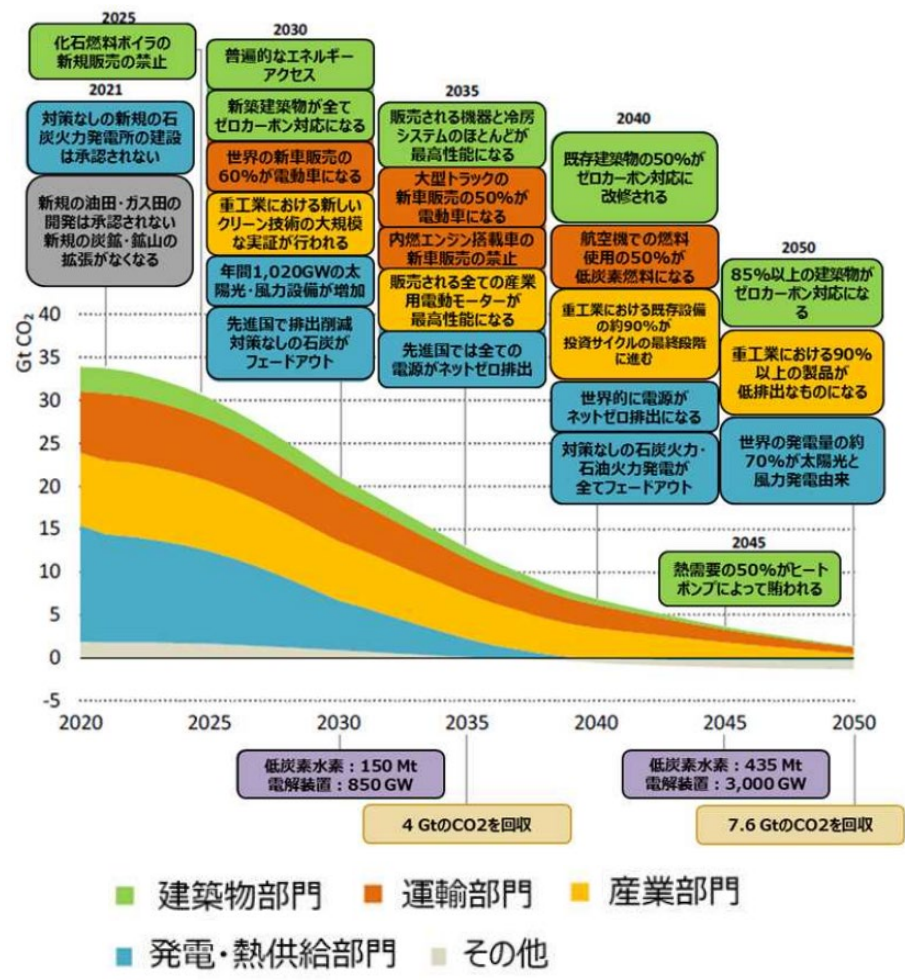 2025
化石燃料ボイラの
新規販売の禁止
2021
対策なしの新規の石
炭火力発電所の建設
は承認されない
新規の油田・ガス田の
開発は承認されない
新規の炭鉱・鉱山の
拡張がなくなる
2030
普遍的なエネルギー
アクセス
新築建築物が全て
ゼロカーボン対応になる
世界の新車販売の
60%が電動車になる
重工業における新しい
クリーン技術の大規模
な実証が行われる
年間1,020GWの太
陽光・風力設備が増加
先進国で排出削減
対策なしの石炭が
フェードアウト
2035
販売される機器と冷房
システムのほとんどが
最高性能になる
大型トラックの
新車販売の50%が
電動車になる
内燃エンジン搭載車の
新車販売の禁止
販売される全ての産業
用電動モーターが
最高性能になる
先進国では全ての
電源がネットゼロ排出
2040
既存建築物の50%が
ゼロカーボン対応に
改修される
航空機での燃料
使用の50%が
低炭素燃料になる
重工業における既存設備
の約90%が
投資サイクルの最終段階
に進む
世界的に電源が
ネットゼロ排出になる
対策なしの石炭火力・
石油火力発電が
全てフェードアウト
2050
85%以上の建築物が
ゼロカーボン対応にな
る
重工業における90%
以上の製品が
低排出なものになる
世界の発電量の約
70%が太陽光と
風力発電由来
2045
熱需要の50%がヒート
ポンプによって賄われる
Gt CO₂
40
35
30
25
20
15
10
5
0
-5
2020
2025
2030
2035
2040
2045
2050
低炭素水素：150 Mt
電解装置：850 GW
低炭素水素：435 Mt
電解装置：3,000 GW
4 GtのCO2を回収
7.6 GtのCO2を回収
建築物部門
運輸部門
産業部門
発電・熱供給部門
その他